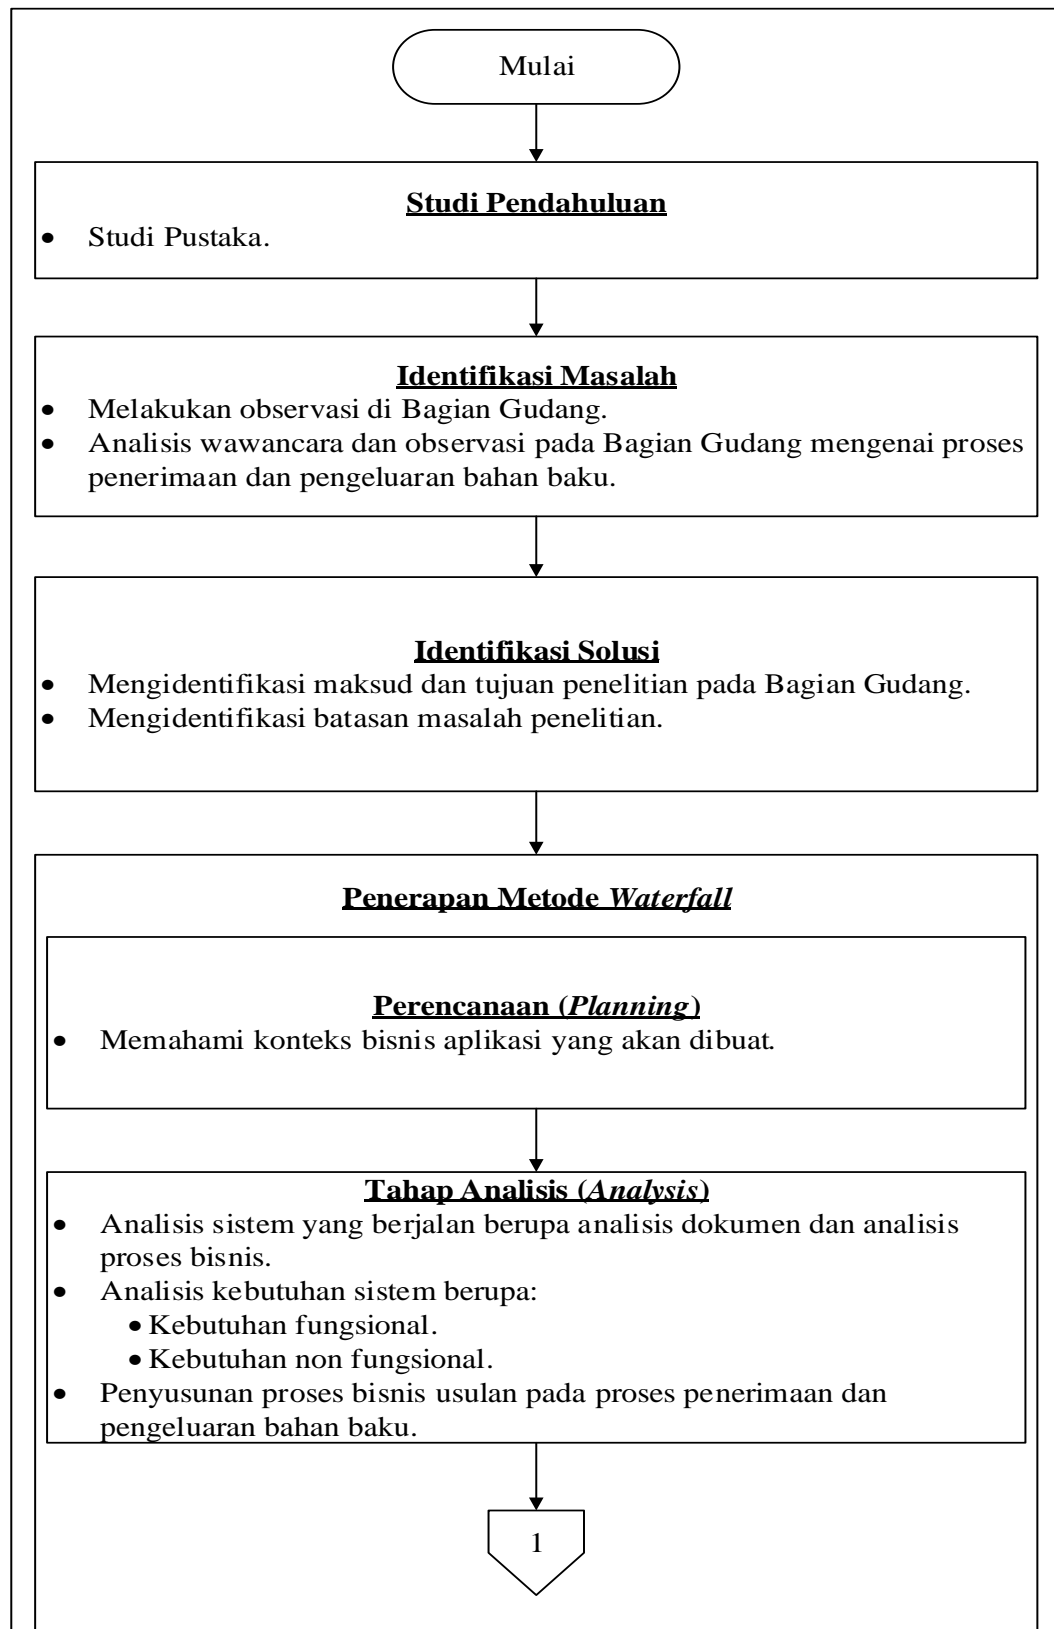 Mulai
Studi Pendahuluan
• Studi Pustaka.
Identifikasi Masalah
• Melakukan observasi di Bagian Gudang.
• Analisis wawancara dan observasi pada Bagian Gudang mengenai proses
penerimaan dan pengeluaran bahan baku.
Identifikasi Solusi
• Mengidentifikasi maksud dan tujuan penelitian pada Bagian Gudang.
• Mengidentifikasi batasan masalah penelitian.
Penerapan Metode Waterfall
Perencanaan (Planning)
• Memahami konteks bisnis aplikasi yang akan dibuat.
Tahap Analisis (Analysis)
• Analisis sistem yang berjalan berupa analisis dokumen dan analisis
proses bisnis.
• Analisis kebutuhan sistem berupa:
• Kebutuhan fungsional.
• Kebutuhan non fungsional.
• Penyusunan proses bisnis usulan pada proses penerimaan dan
pengeluaran bahan baku.
1